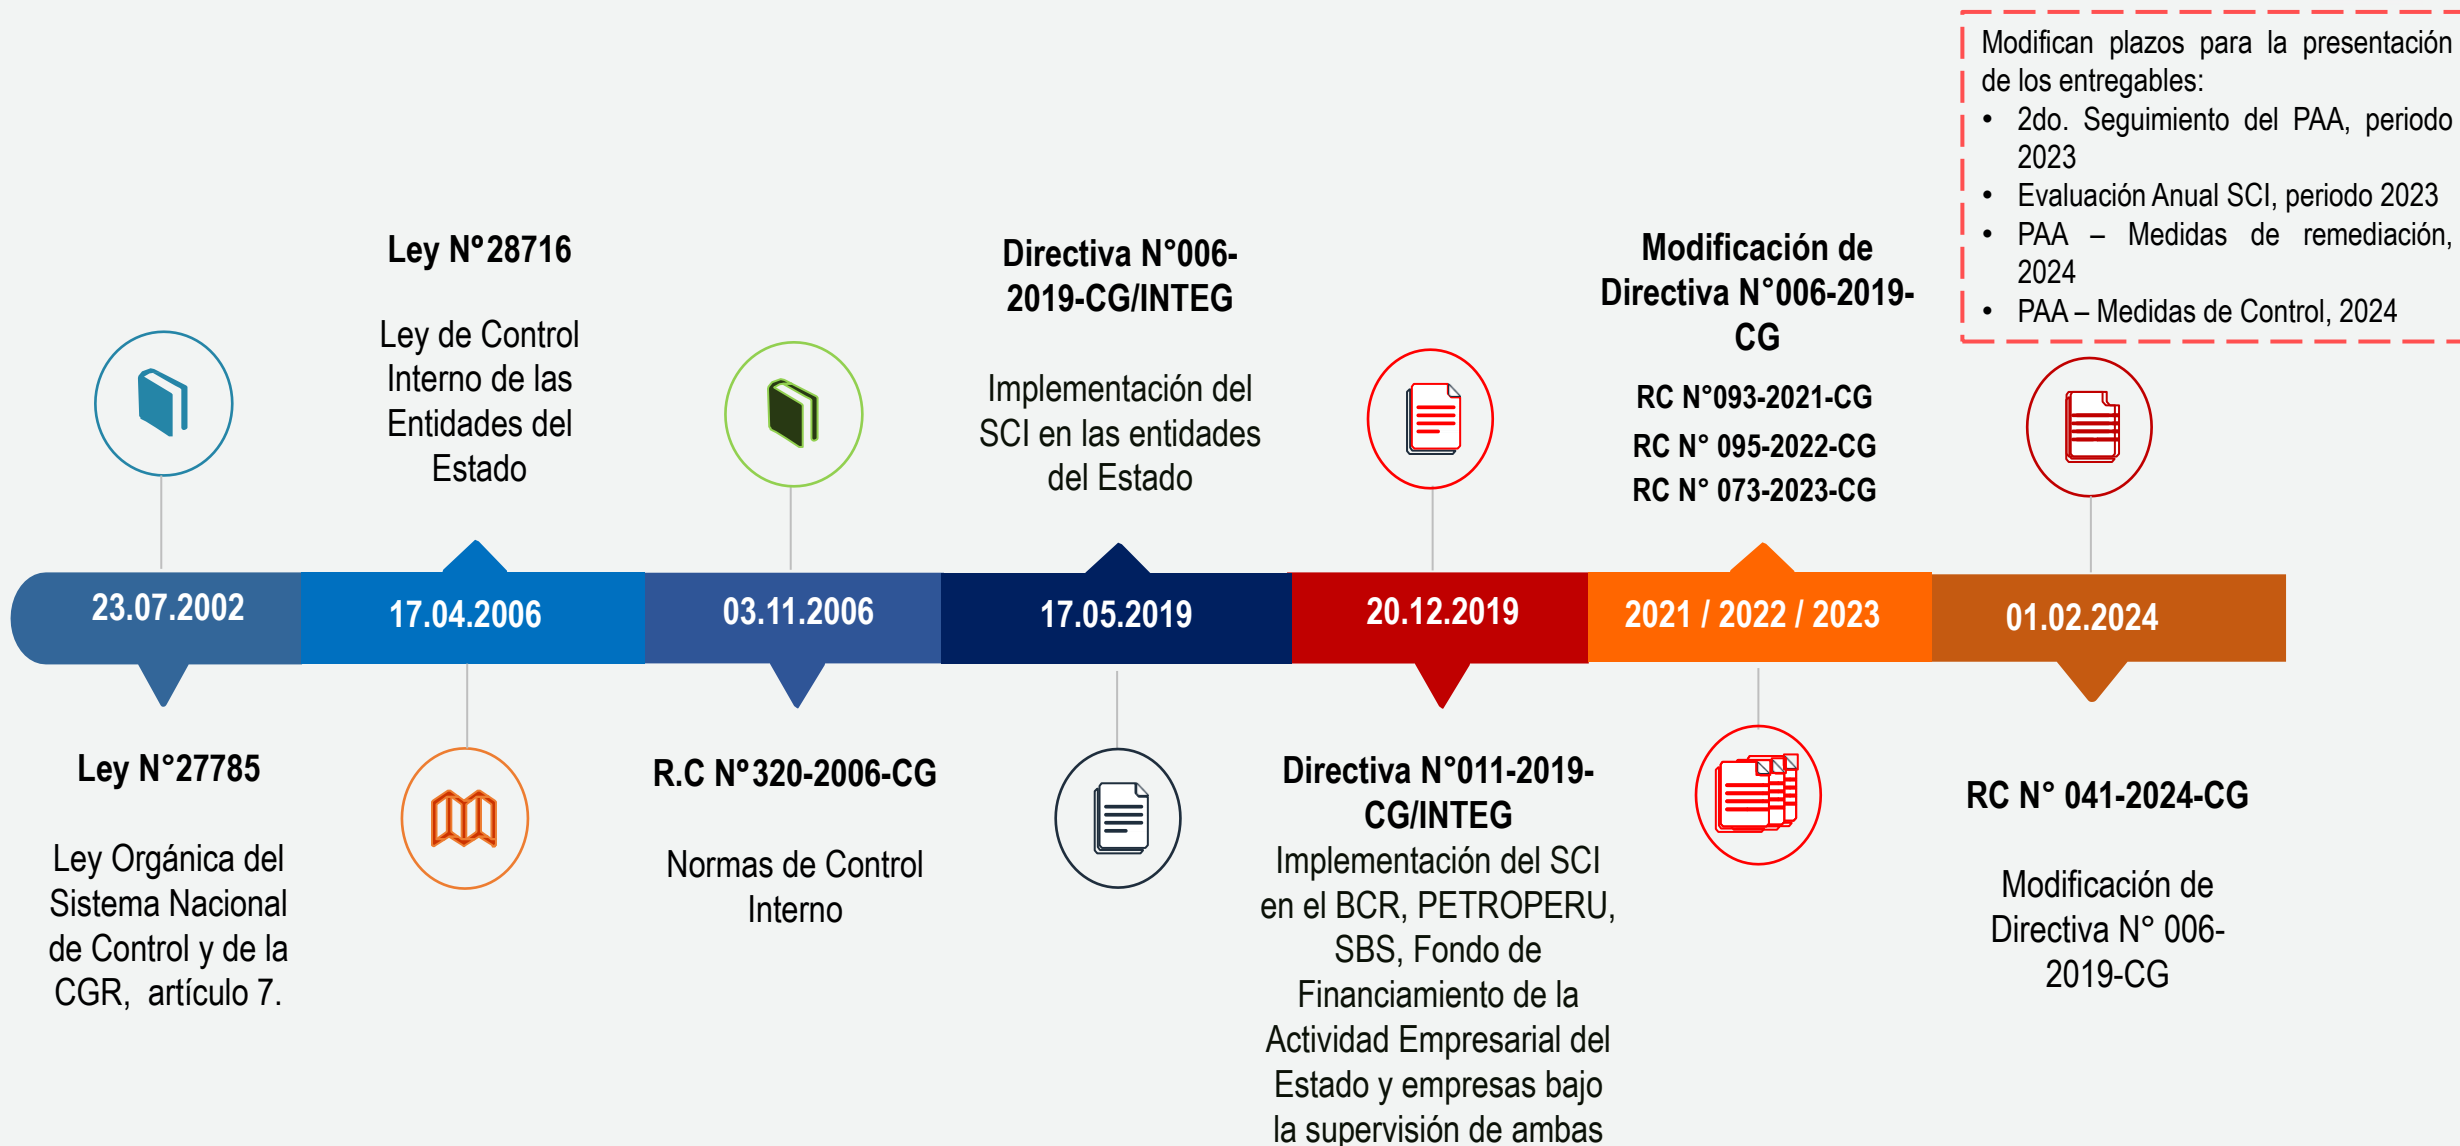 Modifican plazos para la presentación
de los entregables:
• 2do. Seguimiento del PAA, periodo
2023
• Evaluación Anual SCI, periodo 2023
• PAA – Medidas de remediación,
2024
• PAA – Medidas de Control, 2024
Ley Nº28716
Ley de Control
Interno de las
Entidades del
Estado
Directiva N°006-
2019-CG/INTEG
Implementación del
SCI en las entidades
del Estado
Modificación de
Directiva N°006-2019-
CG
RC N°093-2021-CG
RC N° 095-2022-CG
RC N° 073-2023-CG
23.07.2002
17.04.2006
03.11.2006
17.05.2019
20.12.2019
2021 / 2022 / 2023
01.02.2024
Ley N°27785
Ley Orgánica del
Sistema Nacional
de Control y de la
CGR, artículo 7.
R.C Nº320-2006-CG
Normas de Control
Interno
Directiva N°011-2019-
CG/INTEG
Implementación del SCI
en el BCR, PETROPERU,
SBS, Fondo de
Financiamiento de la
Actividad Empresarial del
Estado y empresas bajo
la supervisión de ambas
RC N° 041-2024-CG
Modificación de
Directiva N° 006-
2019-CG